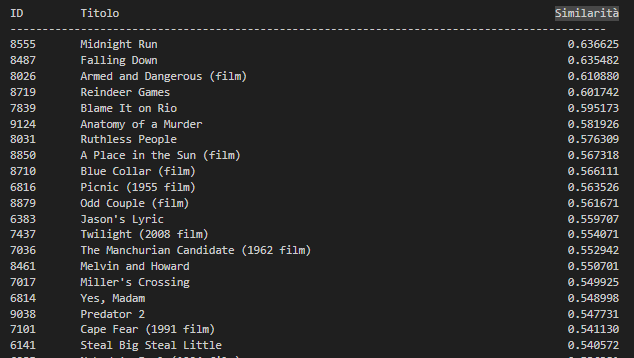 ID Titolo Similarità
--------------------------------------------------------------------------------------------
8555 Midnight Run 0.636625
8487 Falling Down 0.635482
8026 Armed and Dangerous (film) 0.610880
8719 Reindeer Games 0.601742
7839 Blame It on Rio 0.595173
9124 Anatomy of a Murder 0.581926
8031 Ruthless People 0.576309
8850 A Place in the Sun (film) 0.567318
8710 Blue Collar (film) 0.566111
6816 Picnic (1955 film) 0.563526
8879 Odd Couple (film) 0.561671
6383 Jason's Lyric 0.559707
7437 Twilight (2008 film) 0.554071
7036 The Manchurian Candidate (1962 film) 0.552942
8461 Melvin and Howard 0.550701
7017 Miller's Crossing 0.549925
6814 Yes, Madam 0.548998
9038 Predator 2 0.547731
7101 Cape Fear (1991 film) 0.541130
6141 Steal Big Steal Little 0.540572